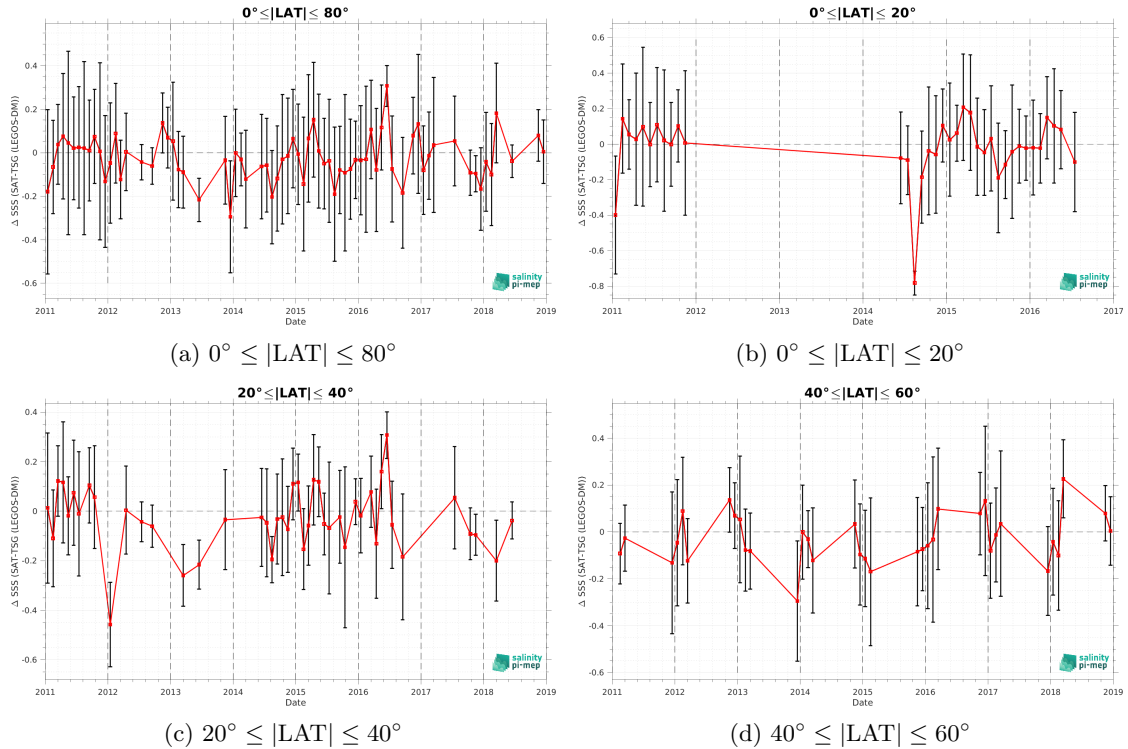 0°≤|LAT|≤ 80°
Δ SSS (SAT-TSG (LEGOS-DM))
0.4
0.2
0
-0.2
-0.4
-0.6
2011 2012 2013 2014 2015 2016 2017 2018 2019
Date
salinity
pi-mep
(a) 0° ≤ |LAT| ≤ 80°
0°≤|LAT|≤ 20°
Δ SSS (SAT-TSG (LEGOS-DM))
0.6
0.4
0.2
0
-0.2
-0.4
-0.6
-0.8
2011 2012 2013 2014 2015 2016 2017
Date
salinity
pi-mep
(b) 0° ≤ |LAT| ≤ 20°
20°≤|LAT|≤ 40°
Δ SSS (SAT-TSG (LEGOS-DM))
0.4
0.2
0
-0.2
-0.4
-0.6
2011 2012 2013 2014 2015 2016 2017 2018 2019
Date
salinity
pi-mep
(c) 20° ≤ |LAT| ≤ 40°
40°≤|LAT|≤ 60°
Δ SSS (SAT-TSG (LEGOS-DM))
0.4
0.2
0
-0.2
-0.4
-0.6
2011 2012 2013 2014 2015 2016 2017 2018 2019
Date
salinity
pi-mep
(d) 40° ≤ |LAT| ≤ 60°